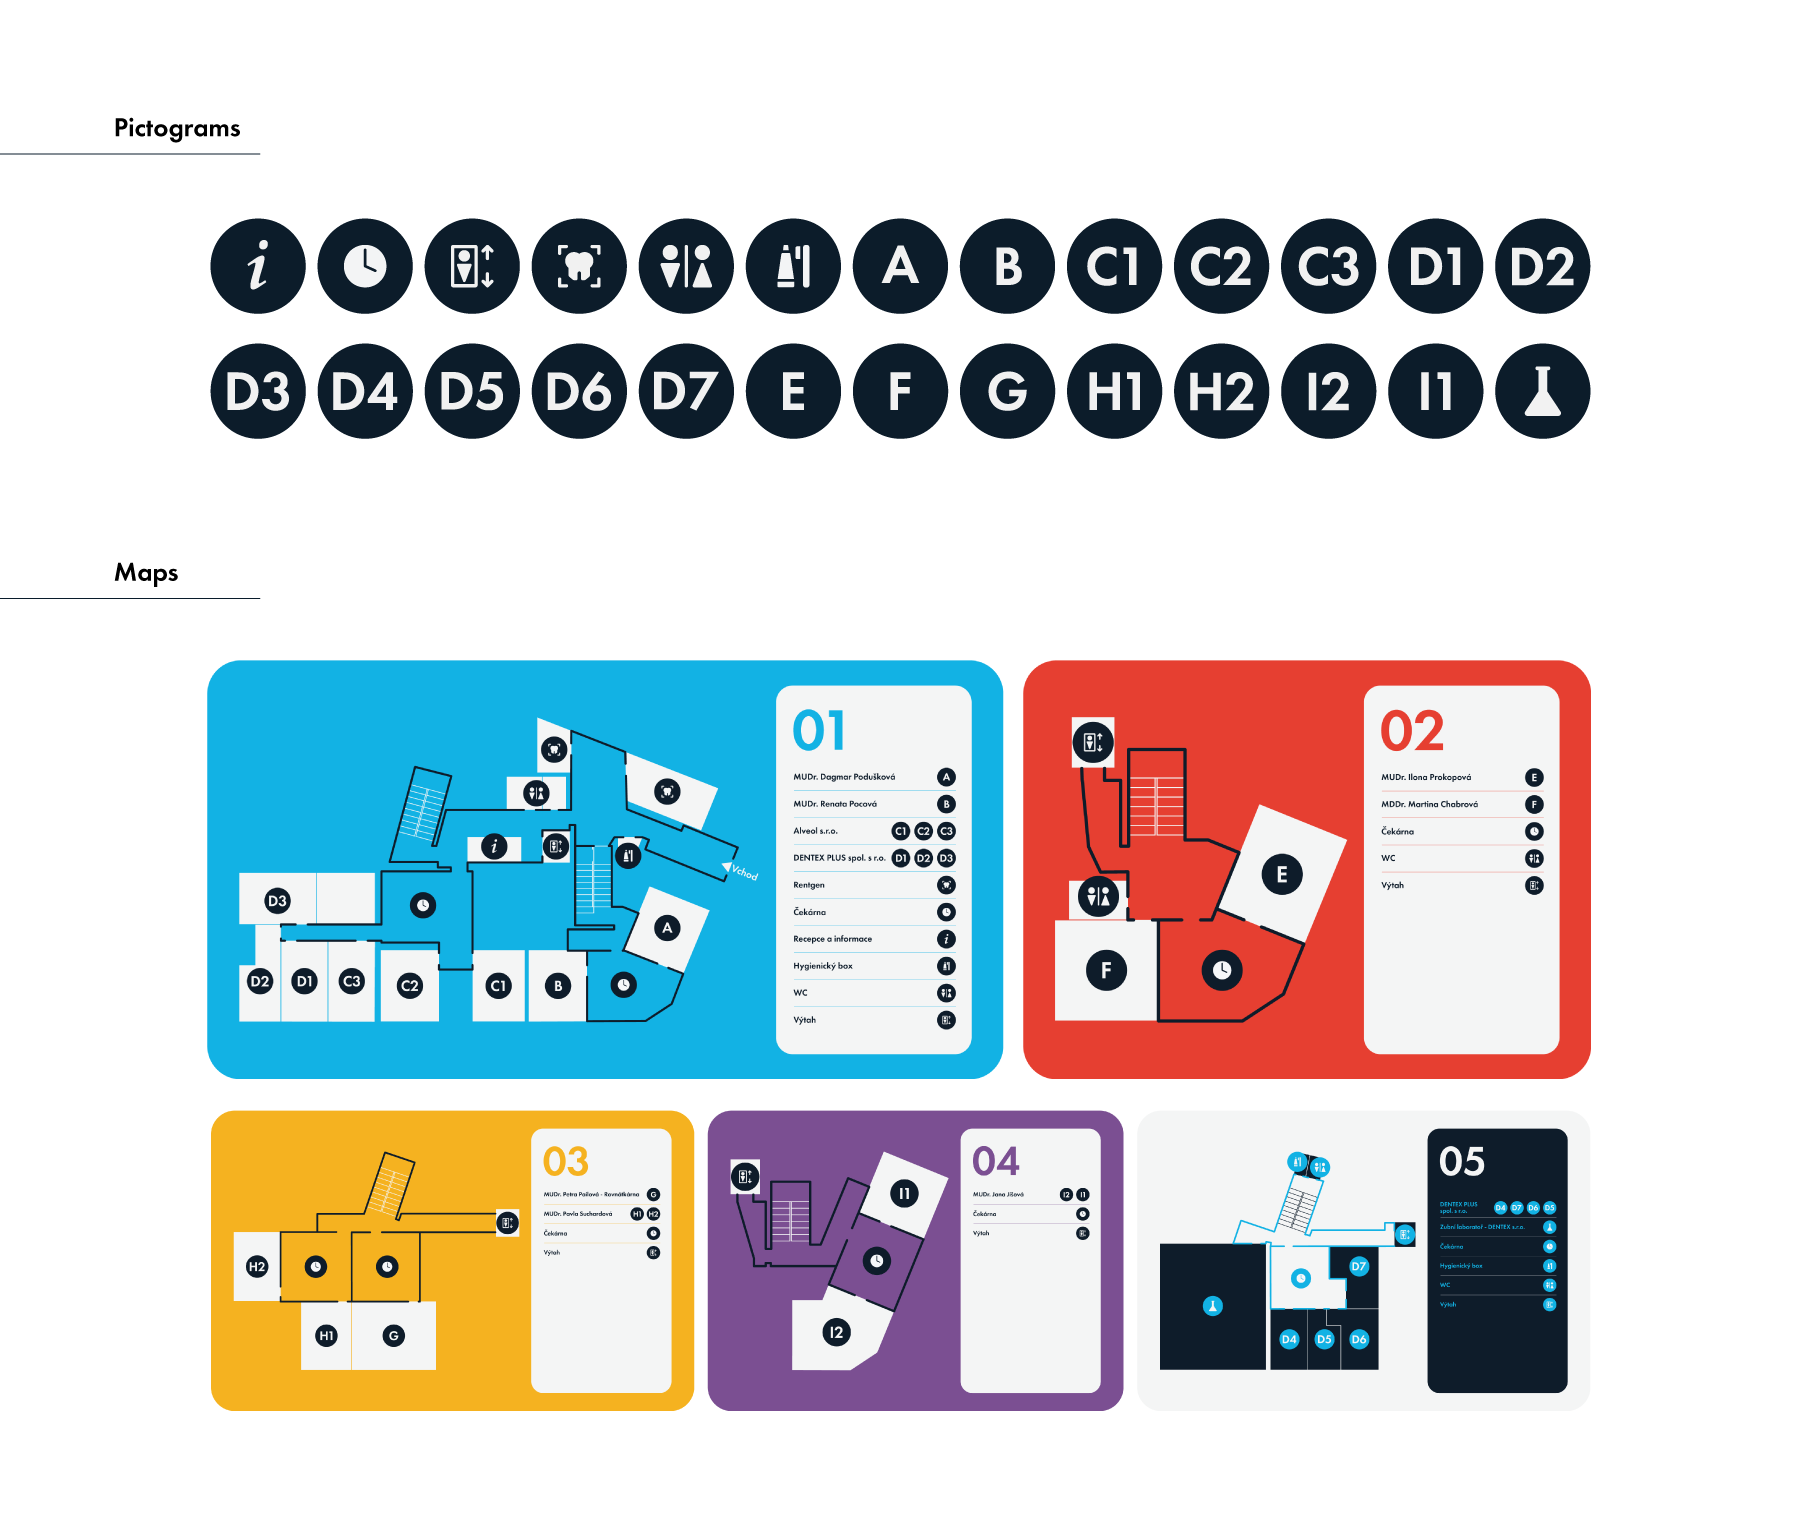 Pictograms
i
A B C1 C2 C3 D1 D2
D3 D4 D5 D6 D7 E F G H1 H2 I2 I1
Maps
01
MUDr. Dagmar Podušková A
MUDr. Renata Pocová B
Alveol s.r.o. C1 C2 C3
DENTEX PLUS spol. s r.o. D1 D2 D3
Rentgen
Čekárna
Recepce a informace i
Hygienický box
WC
Výtah
i
Vchod
D3
A
D2 D1 C3 C2 C1 B
02
MUDr. Ilona Prokopová E
MDDr. Martina Chabrová F
Čekárna
WC
Výtah
E
F
03
MUDr. Petra Pailová - Rovnátkárna G
MUDr. Pavla Suchardová H1 H2
Čekárna
Výtah
H2
H1 G
04
MUDr. Jana Jíšová I2 I1
Čekárna
Výtah
I1
I2
05
DENTEX PLUS
spol. s r.o. D4 D7 D6 D5
Zubní laboratoř - DENTEX s.r.o.
Čekárna
Hygienický box
WC
Výtah
D7
D4 D5 D6